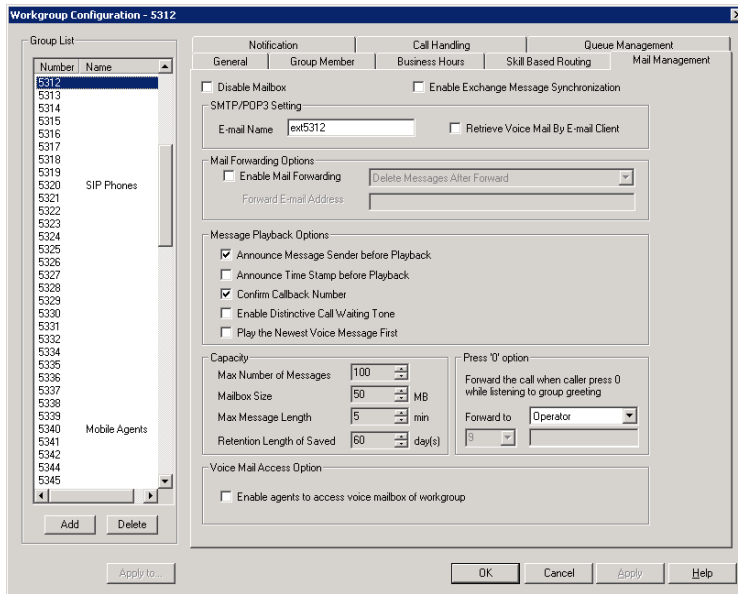 Workgroup Configuration - 5312
Group List
Number Name
5312
5313
5314
5315
5316
5317
5318
5319
5320 SIP Phones
5321
5322
5323
5324
5325
5326
5327
5328
5329
5330
5331
5332
5334
5335
5336
5337
5338
5339
5340 Mobile Agents
5341
5342
5344
5345
Add Delete
Apply to...
Notification Call Handling Queue Management
General Group Member Business Hours Skill Based Routing Mail Management
Disable Mailbox Enable Exchange Message Synchronization
SMTP/POP3 Setting
E-mail Name ext5312 Retrieve Voice Mail By E-mail Client
Mail Forwarding Options
Enable Mail Forwarding Delete Messages After Forward
Forward E-mail Address
Message Playback Options
Announce Message Sender before Playback
Announce Time Stamp before Playback
Confirm Callback Number
Enable Distinctive Call Waiting Tone
Play the Newest Voice Message First
Capacity
Max Number of Messages 100
Mailbox Size 50 MB
Max Message Length 5 min
Retention Length of Saved 60 day(s)
Press '0' option
Forward the call when caller press 0
while listening to group greeting
Forward to Operator
9
Voice Mail Access Option
Enable agents to access voice mailbox of workgroup
OK Cancel Apply Help